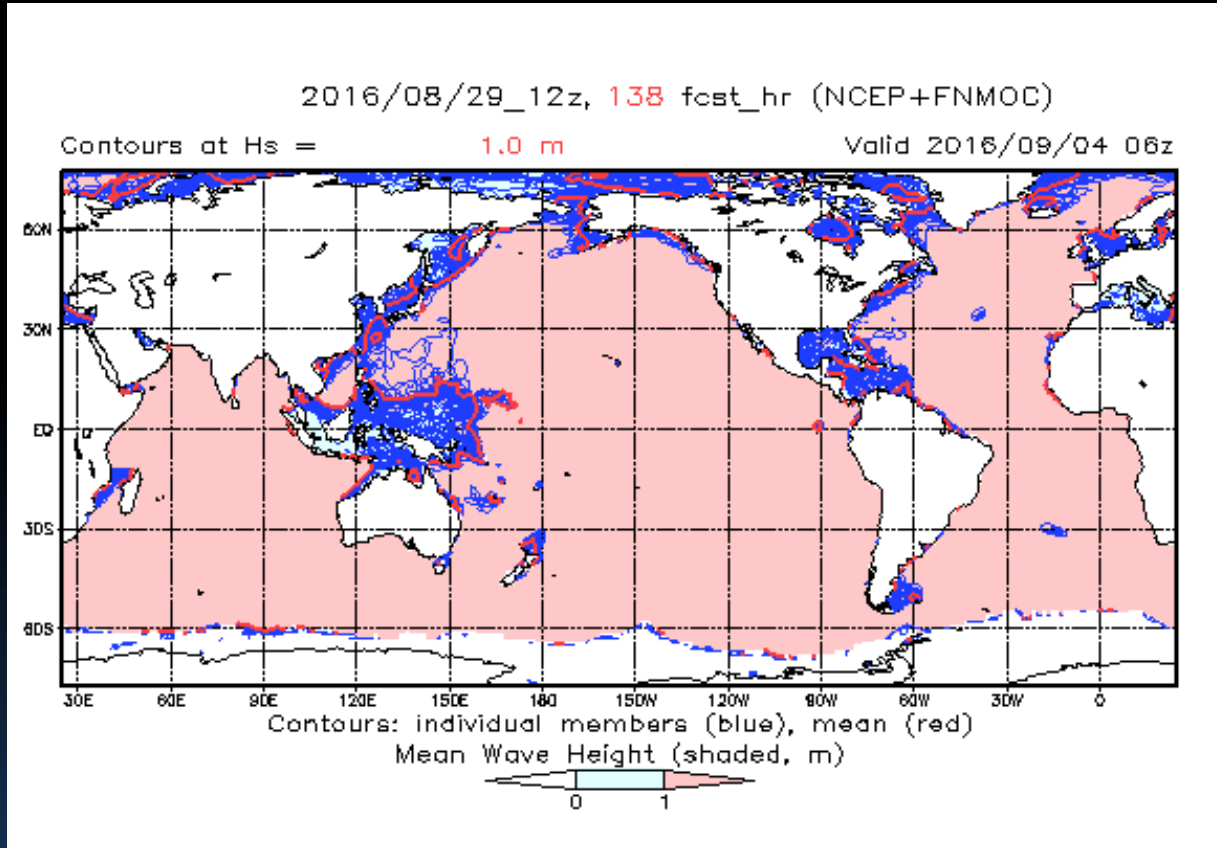 2016/08/29_12z, 138 fcst_hr (NCEP+FNMOC)
Contours at Hs = 1.0 m Valid 2016/09/04 06z
60N
30N
EQ
30S
60S
30E 60E 90E 120E 150E 180 150W 120W 90W 60W 30W 0
Contours: individual members (blue), mean (red)
Mean Wave Height (shaded, m)
0 1